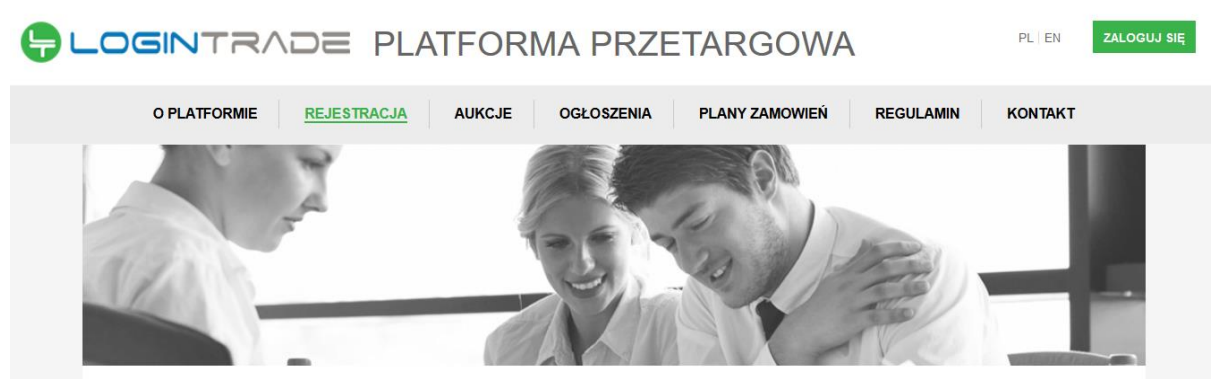 LOGINTRADE PLATFORMA PRZETARGOWA
PL | EN
ZALOGUJ SIĘ
O PLATFORMIE
REJESTRACJA
AUKCJE
OGŁOSZENIA
PLANY ZAMOWIEŃ
REGULAMIN
KONTAKT